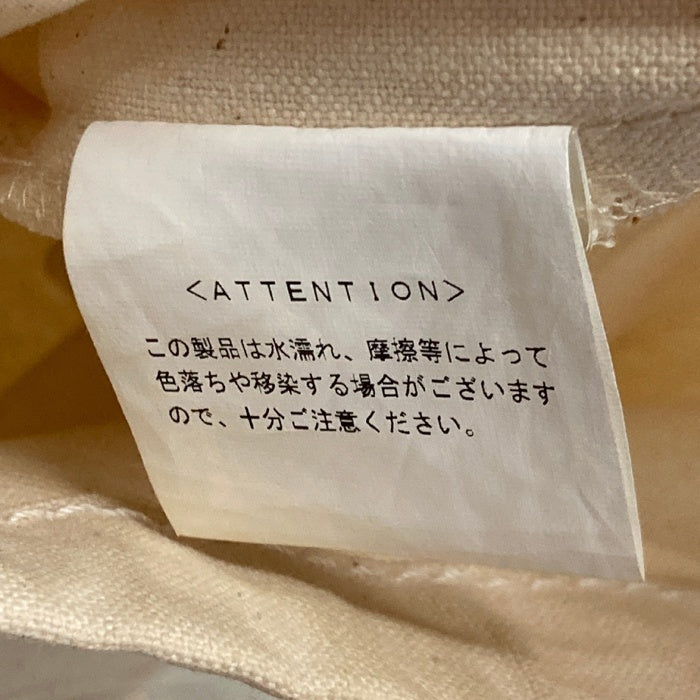 <ATTENTION>
この製品は水濡れ、摩擦等によって
色落ちや移染する場合がございます
ので、十分ご注意ください。